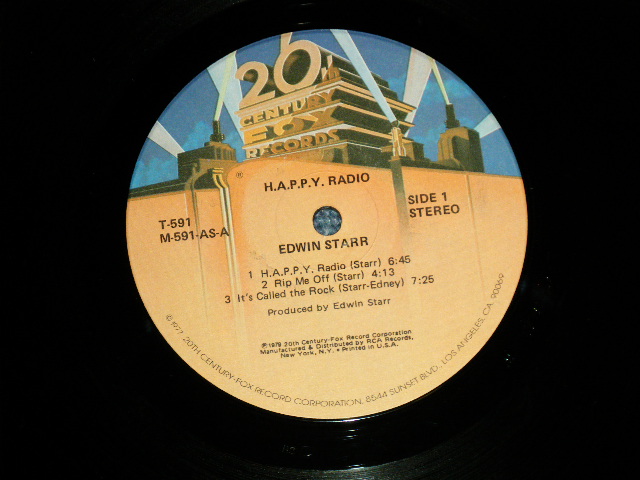 20th
CENTURY
FOX
RECORDS
®
H.A.P.P.Y. RADIO
T-591
M-591-AS-A
SIDE 1
STEREO
EDWIN STARR
1 H.A.P.P.Y. Radio (Starr) 6:45
2 Rip Me Off (Starr) 4:13
3 It's Called the Rock (Starr-Edney) 7:25
Produced by Edwin Starr
℗1979 20th Century-Fox Record Corporation
Manufactured & Distributed by RCA Records,
New York, N.Y. • Printed in U.S.A.
© 1977, 20TH CENTURY-FOX RECORD CORPORATION, 8544 SUNSET BLVD., LOS ANGELES, CA. 90069